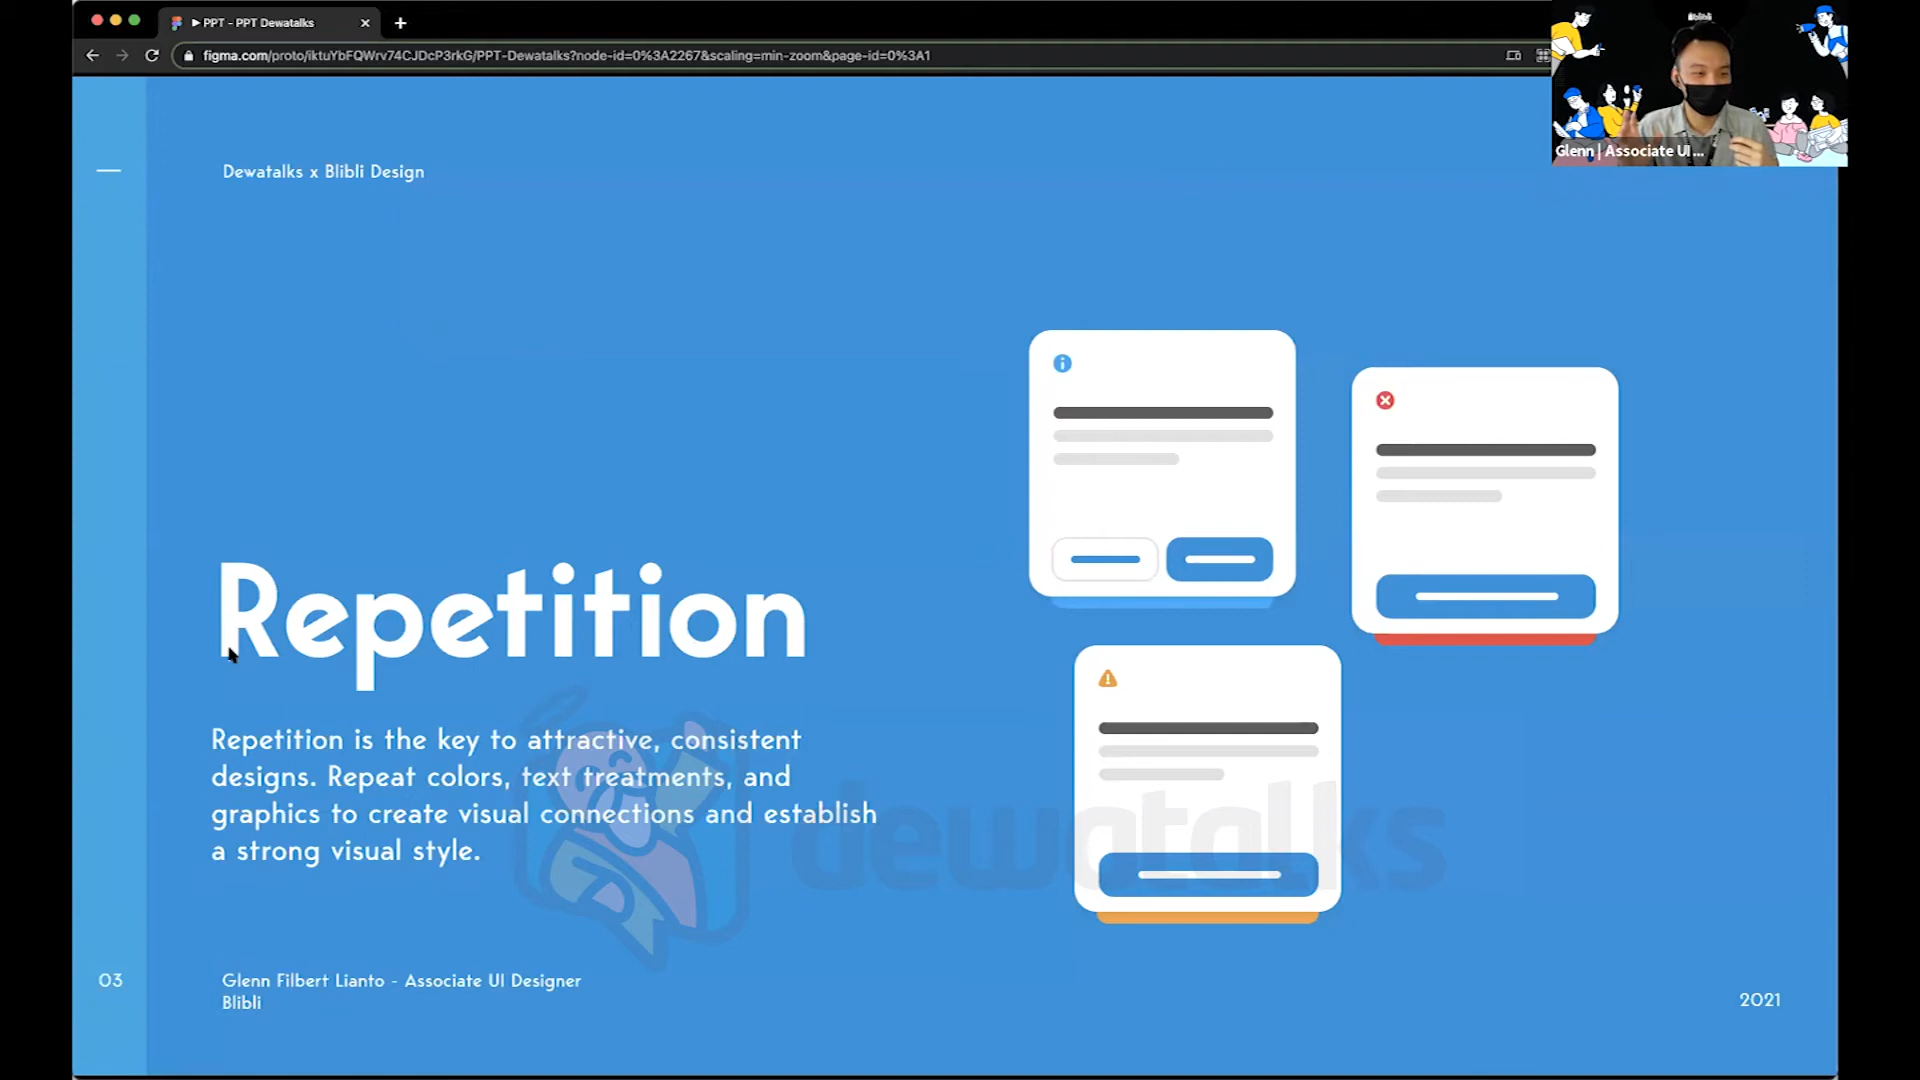 PPT - PPT Dewatalks
figma.com/proto/iktuYbFQWrv74CJDcP3rkG/PPT-Dewatalks?node-id=0%3A2267&scaling=min-zoom&page-id=0%3A1
Blibli
Glenn | Associate UI ...
Dewatalks x Blibli Design
Repetition
Repetition is the key to attractive, consistent
designs. Repeat colors, text treatments, and
graphics to create visual connections and establish
a strong visual style.
dewatalks
03
Glenn Filbert Lianto - Associate UI Designer
Blibli
2021